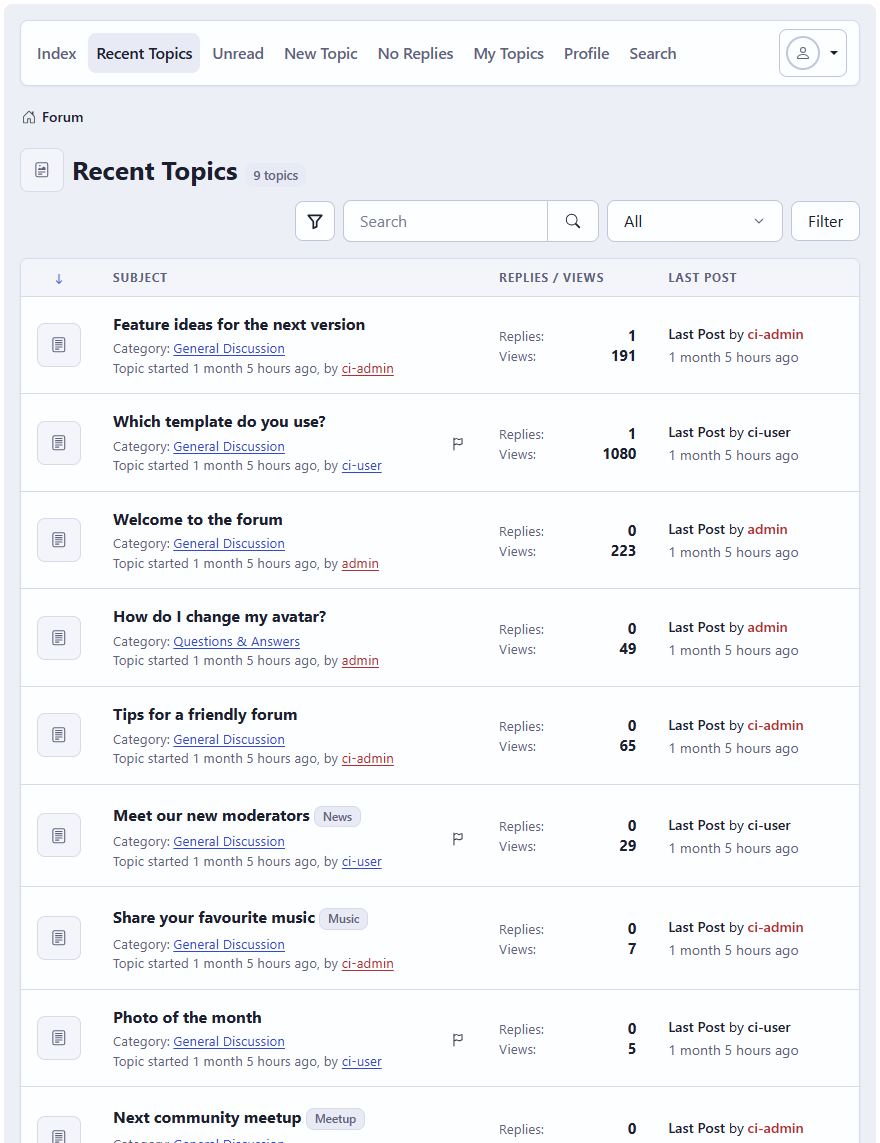 Index Recent Topics Unread New Topic No Replies My Topics Profile Search
Forum
Recent Topics 9 topics
Search All Filter
SUBJECT REPLIES / VIEWS LAST POST
Feature ideas for the next version
Category: General Discussion
Topic started 1 month 5 hours ago, by ci-admin
Replies: 1
Views: 191
Last Post by ci-admin
1 month 5 hours ago
Which template do you use?
Category: General Discussion
Topic started 1 month 5 hours ago, by ci-user
Replies: 1
Views: 1080
Last Post by ci-user
1 month 5 hours ago
Welcome to the forum
Category: General Discussion
Topic started 1 month 5 hours ago, by admin
Replies: 0
Views: 223
Last Post by admin
1 month 5 hours ago
How do I change my avatar?
Category: Questions & Answers
Topic started 1 month 5 hours ago, by admin
Replies: 0
Views: 49
Last Post by admin
1 month 5 hours ago
Tips for a friendly forum
Category: General Discussion
Topic started 1 month 5 hours ago, by ci-admin
Replies: 0
Views: 65
Last Post by ci-admin
1 month 5 hours ago
Meet our new moderators News
Category: General Discussion
Topic started 1 month 5 hours ago, by ci-user
Replies: 0
Views: 29
Last Post by ci-user
1 month 5 hours ago
Share your favourite music Music
Category: General Discussion
Topic started 1 month 5 hours ago, by ci-admin
Replies: 0
Views: 7
Last Post by ci-admin
1 month 5 hours ago
Photo of the month
Category: General Discussion
Topic started 1 month 5 hours ago, by ci-user
Replies: 0
Views: 5
Last Post by ci-user
1 month 5 hours ago
Next community meetup Meetup
Category: General Discussion
Replies: 0
Last Post by ci-admin